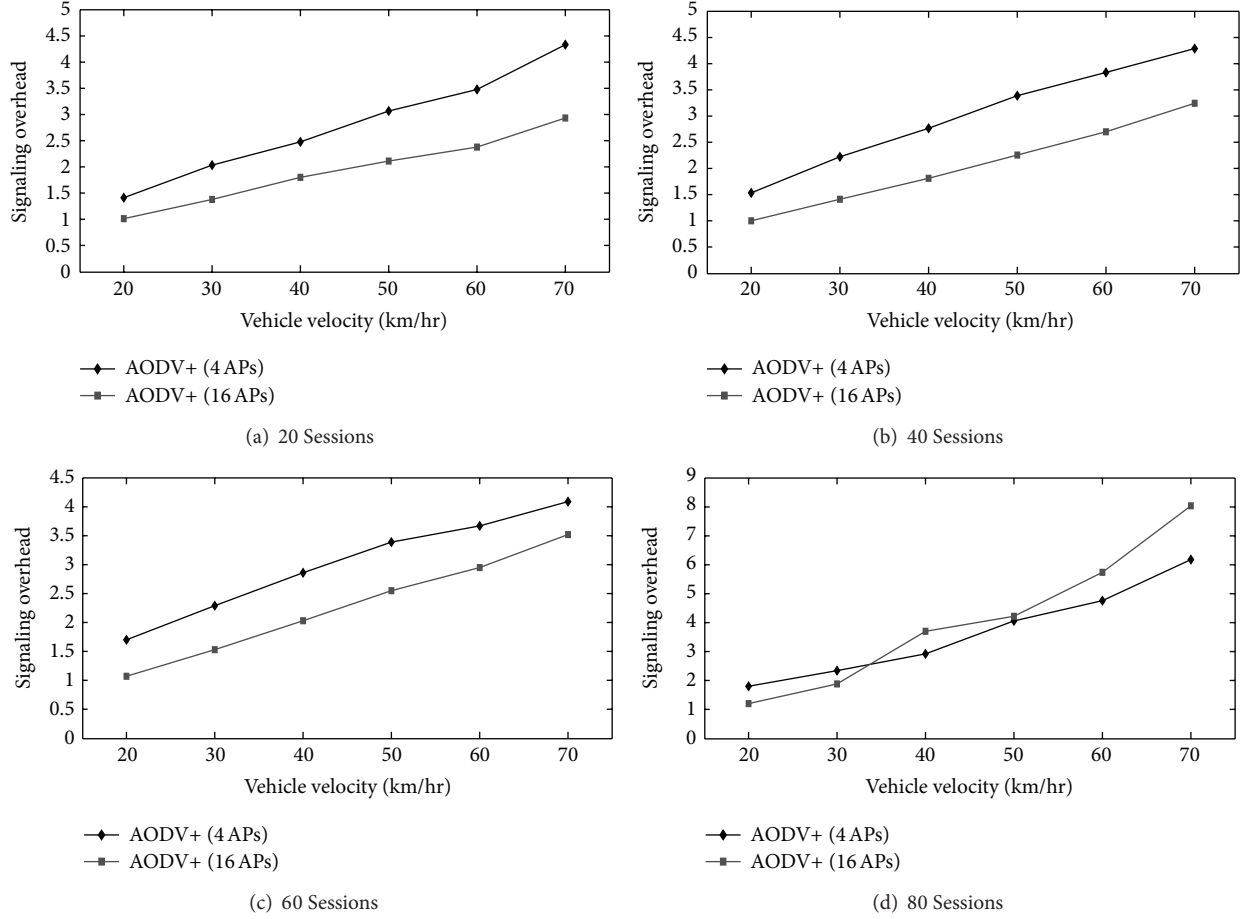 5
4.5
4
3.5
3
2.5
2
1.5
1
0.5
0
Signaling overhead
20 30 40 50 60 70
Vehicle velocity (km/hr)
AODV+ (4 APs)
AODV+ (16 APs)
(a) 20 Sessions
5
4.5
4
3.5
3
2.5
2
1.5
1
0.5
0
Signaling overhead
20 30 40 50 60 70
Vehicle velocity (km/hr)
AODV+ (4 APs)
AODV+ (16 APs)
(b) 40 Sessions
4.5
4
3.5
3
2.5
2
1.5
1
0.5
0
Signaling overhead
20 30 40 50 60 70
Vehicle velocity (km/hr)
AODV+ (4 APs)
AODV+ (16 APs)
(c) 60 Sessions
9
8
7
6
5
4
3
2
1
0
Signaling overhead
20 30 40 50 60 70
Vehicle velocity (km/hr)
AODV+ (4 APs)
AODV+ (16 APs)
(d) 80 Sessions